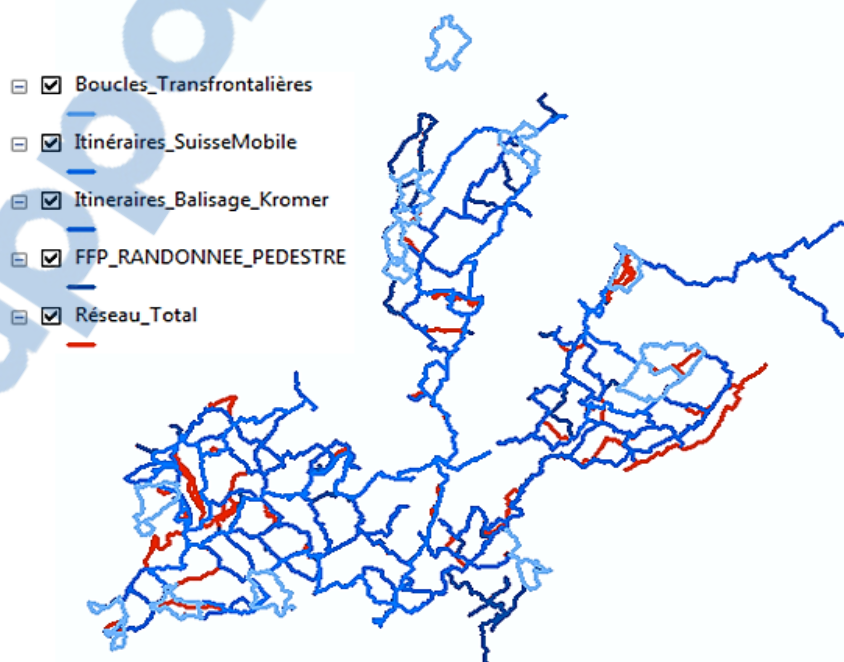 Boucles_Transfrontalières
Itinéraires_SuisseMobile
Itineraires_Balisage_Kromer
FFP_RANDONNEE_PEDESTRE
Réseau_Total